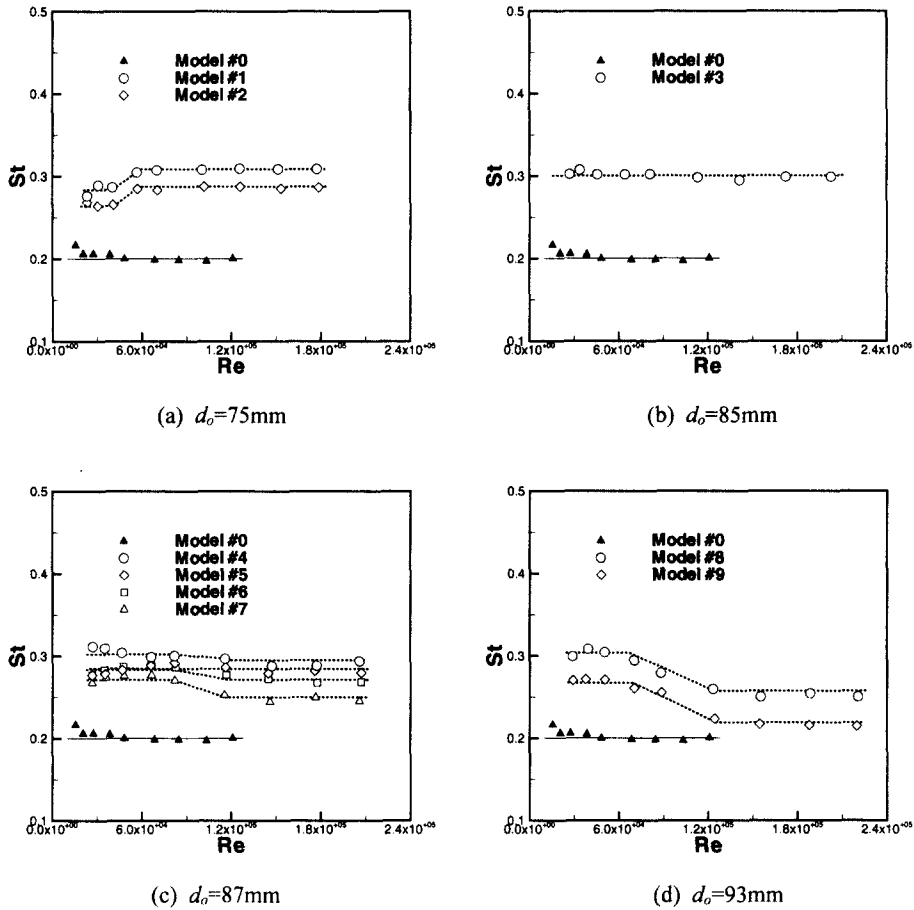 0.5
Model #0
Model #1
Model #2
0.4
St
0.3
0.2
0.1
0.0x10⁺⁰⁰ 6.0x10⁺⁰⁴ 1.2x10⁺⁰⁵ 1.8x10⁺⁰⁵ 2.4x10⁺⁰⁵
Re
(a) dₒ=75mm
0.5
Model #0
Model #3
0.4
St
0.3
0.2
0.1
0.0x10⁺⁰⁰ 6.0x10⁺⁰⁴ 1.2x10⁺⁰⁵ 1.8x10⁺⁰⁵ 2.4x10⁺⁰⁵
Re
(b) dₒ=85mm
0.5
Model #0
Model #4
Model #5
Model #6
Model #7
0.4
St
0.3
0.2
0.1
0.0x10⁺⁰⁰ 6.0x10⁺⁰⁴ 1.2x10⁺⁰⁵ 1.8x10⁺⁰⁵ 2.4x10⁺⁰⁵
Re
(c) dₒ=87mm
0.5
Model #0
Model #8
Model #9
0.4
St
0.3
0.2
0.1
0.0x10⁺⁰⁰ 6.0x10⁺⁰⁴ 1.2x10⁺⁰⁵ 1.8x10⁺⁰⁵ 2.4x10⁺⁰⁵
Re
(d) dₒ=93mm